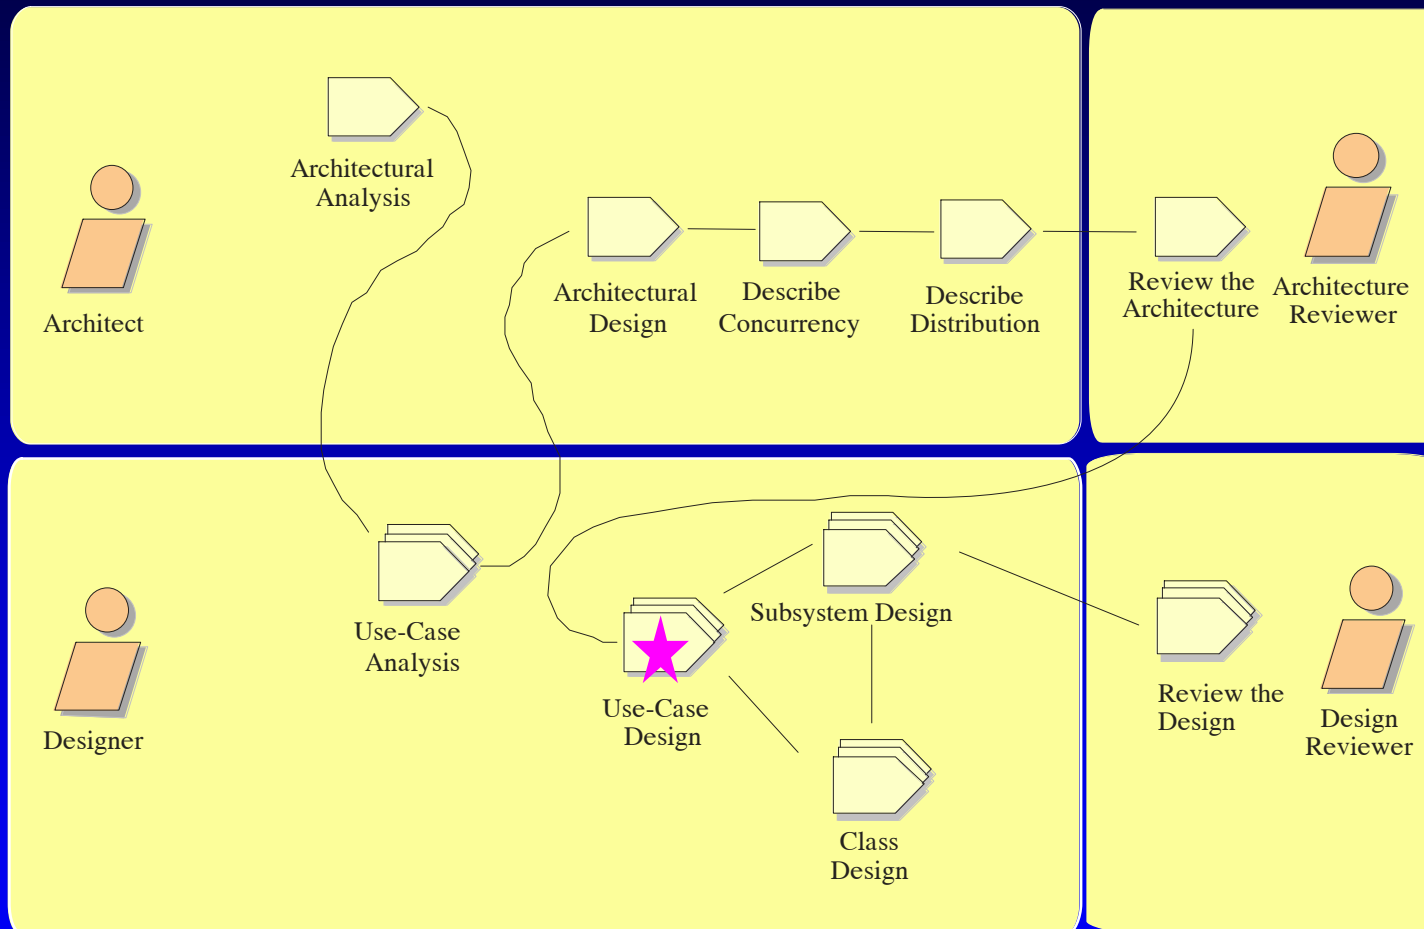 Architectural
Analysis
Architect
Architectural
Design
Describe
Concurrency
Describe
Distribution
Review the
Architecture
Architecture
Reviewer
Designer
Use-Case
Analysis
Use-Case
Design
Subsystem Design
Class
Design
Review the
Design
Design
Reviewer